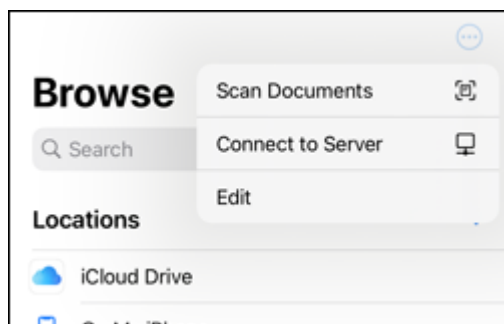 Browse
Scan Documents
Search
Connect to Server
Edit
Locations
iCloud Drive